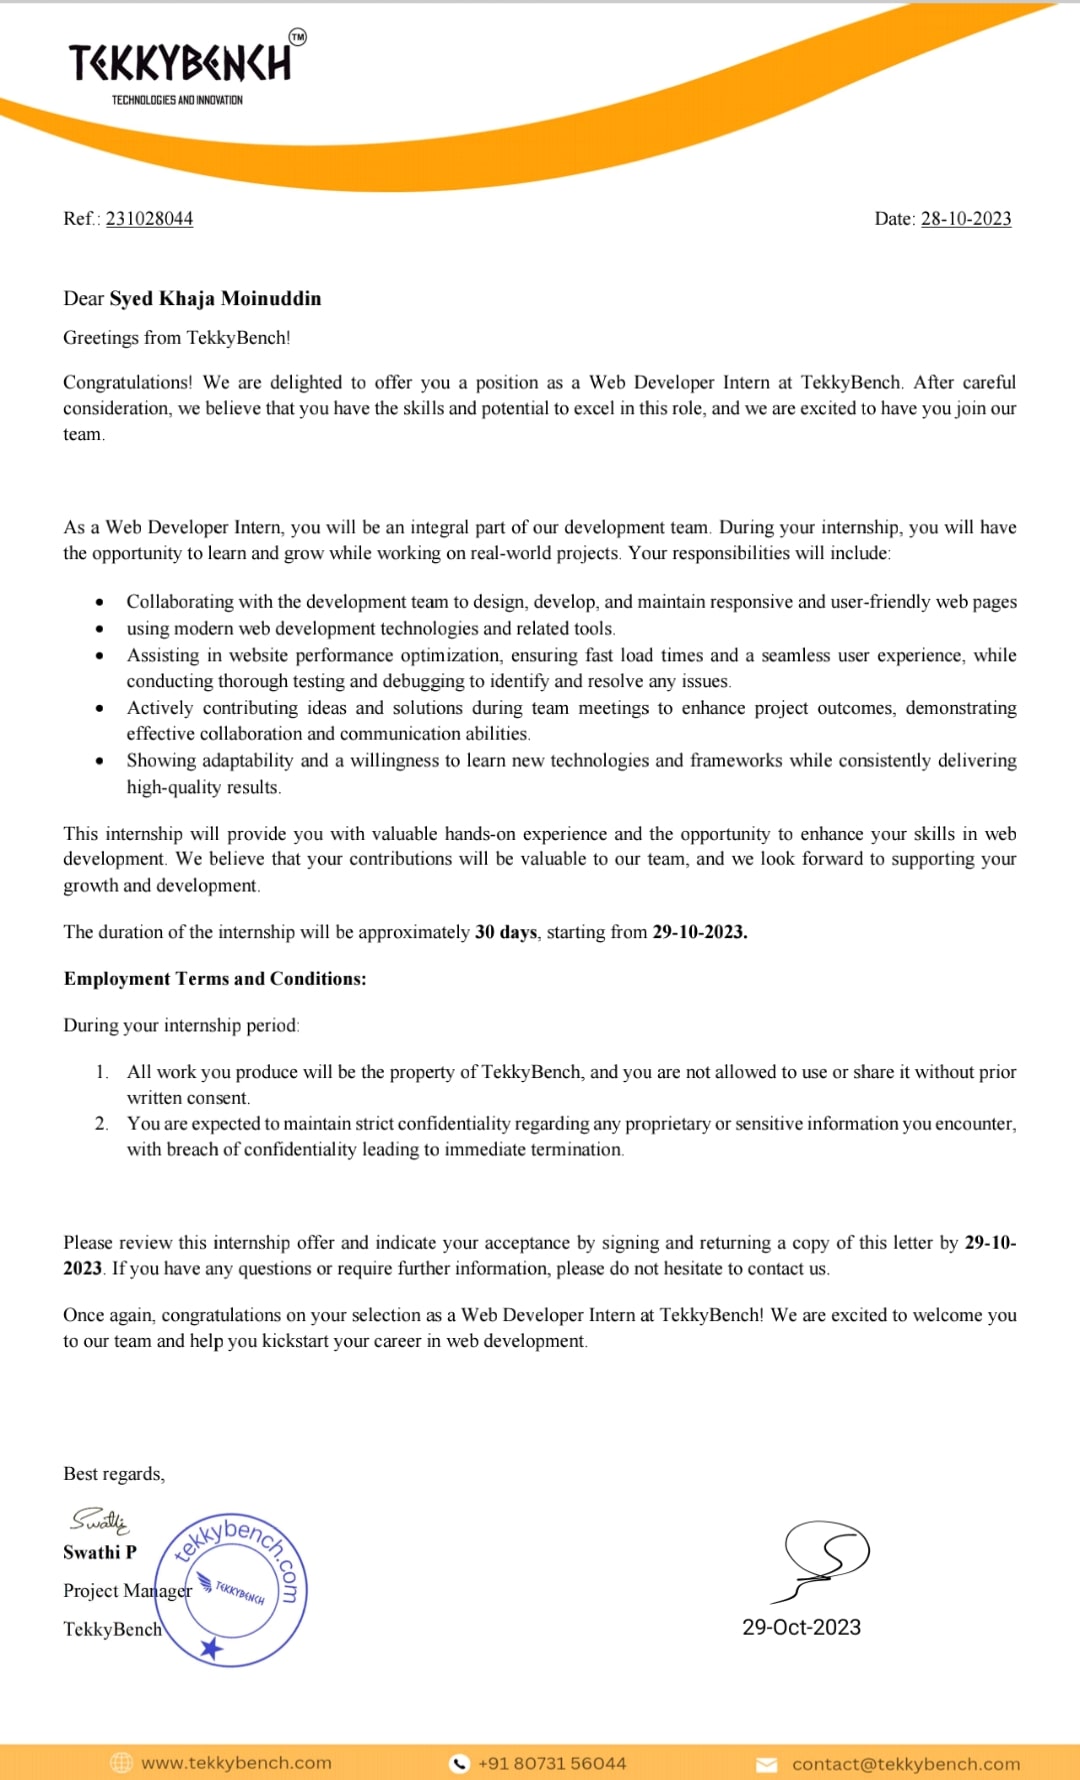 TEKKYBENCH TM
TECHNOLOGIES AND INNOVATION
Ref.: 231028044 Date: 28-10-2023
Dear Syed Khaja Moinuddin
Greetings from TekkyBench!
Congratulations! We are delighted to offer you a position as a Web Developer Intern at TekkyBench. After careful
consideration, we believe that you have the skills and potential to excel in this role, and we are excited to have you join our
team.
As a Web Developer Intern, you will be an integral part of our development team. During your internship, you will have
the opportunity to learn and grow while working on real-world projects. Your responsibilities will include:
• Collaborating with the development team to design, develop, and maintain responsive and user-friendly web pages
• using modern web development technologies and related tools.
• Assisting in website performance optimization, ensuring fast load times and a seamless user experience, while
conducting thorough testing and debugging to identify and resolve any issues.
• Actively contributing ideas and solutions during team meetings to enhance project outcomes, demonstrating
effective collaboration and communication abilities.
• Showing adaptability and a willingness to learn new technologies and frameworks while consistently delivering
high-quality results.
This internship will provide you with valuable hands-on experience and the opportunity to enhance your skills in web
development. We believe that your contributions will be valuable to our team, and we look forward to supporting your
growth and development.
The duration of the internship will be approximately 30 days, starting from 29-10-2023.
Employment Terms and Conditions:
During your internship period:
1. All work you produce will be the property of TekkyBench, and you are not allowed to use or share it without prior
written consent.
2. You are expected to maintain strict confidentiality regarding any proprietary or sensitive information you encounter,
with breach of confidentiality leading to immediate termination.
Please review this internship offer and indicate your acceptance by signing and returning a copy of this letter by 29-10-
2023. If you have any questions or require further information, please do not hesitate to contact us.
Once again, congratulations on your selection as a Web Developer Intern at TekkyBench! We are excited to welcome you
to our team and help you kickstart your career in web development.
Best regards,
Swathi
Swathi P
Project Manager
TekkyBench
tekkybench.com
TEKKYBENCH
S
29-Oct-2023
www.tekkybench.com +91 80731 56044 contact@tekkybench.com